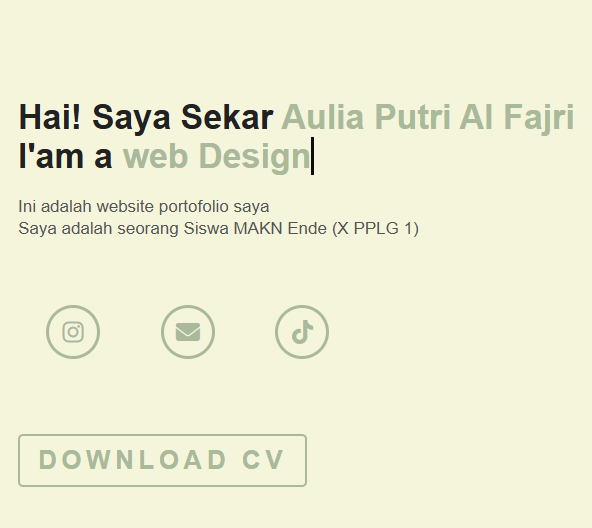 Hai! Saya Sekar Aulia Putri Al Fajri
I'am a web Design
Ini adalah website portofolio saya
Saya adalah seorang Siswa MAKN Ende (X PPLG 1)
DOWNLOAD CV